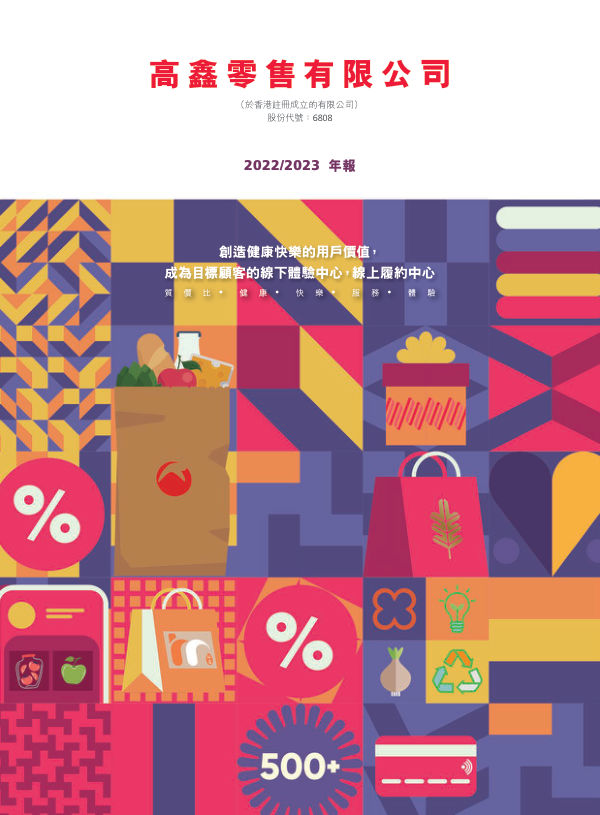 高鑫零售有限公司
（於香港註冊成立的有限公司）
股份代號：6808
2022/2023 年報
創造健康快樂的用戶價值，
成為目標顧客的線下體驗中心，線上履約中心
質價比• 健康• 快樂• 服務• 體驗
%
%
500+